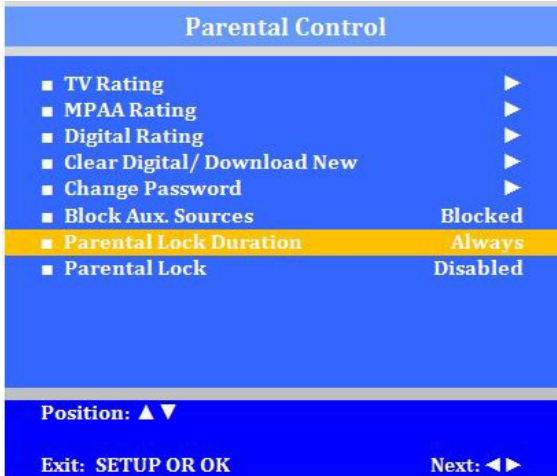 Parental Control
■ TV Rating ►
■ MPAA Rating ►
■ Digital Rating ►
■ Clear Digital/ Download New ►
■ Change Password ►
■ Block Aux. Sources Blocked
■ Parental Lock Duration Always
■ Parental Lock Disabled
Position: ▲▼
Exit: SETUP OR OK Next: ◄►